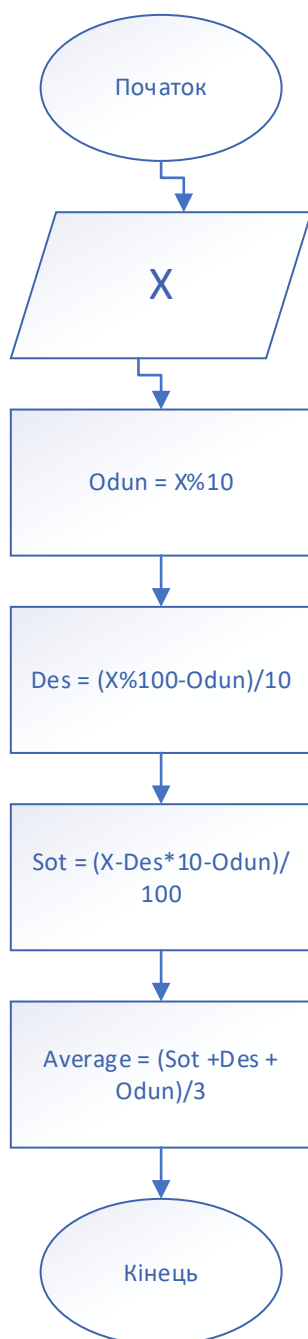 Початок
X
Odun = X%10
Des = (X%100-Odun)/10
Sot = (X-Des*10-Odun)/
100
Average = (Sot +Des +
Odun)/3
Кінець